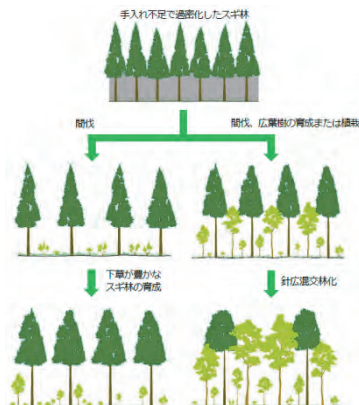 手入れ不足で過密化したスギ林
間伐
間伐、広葉樹の育成または植栽
下草が豊かな
スギ林の育成
針広混交林化